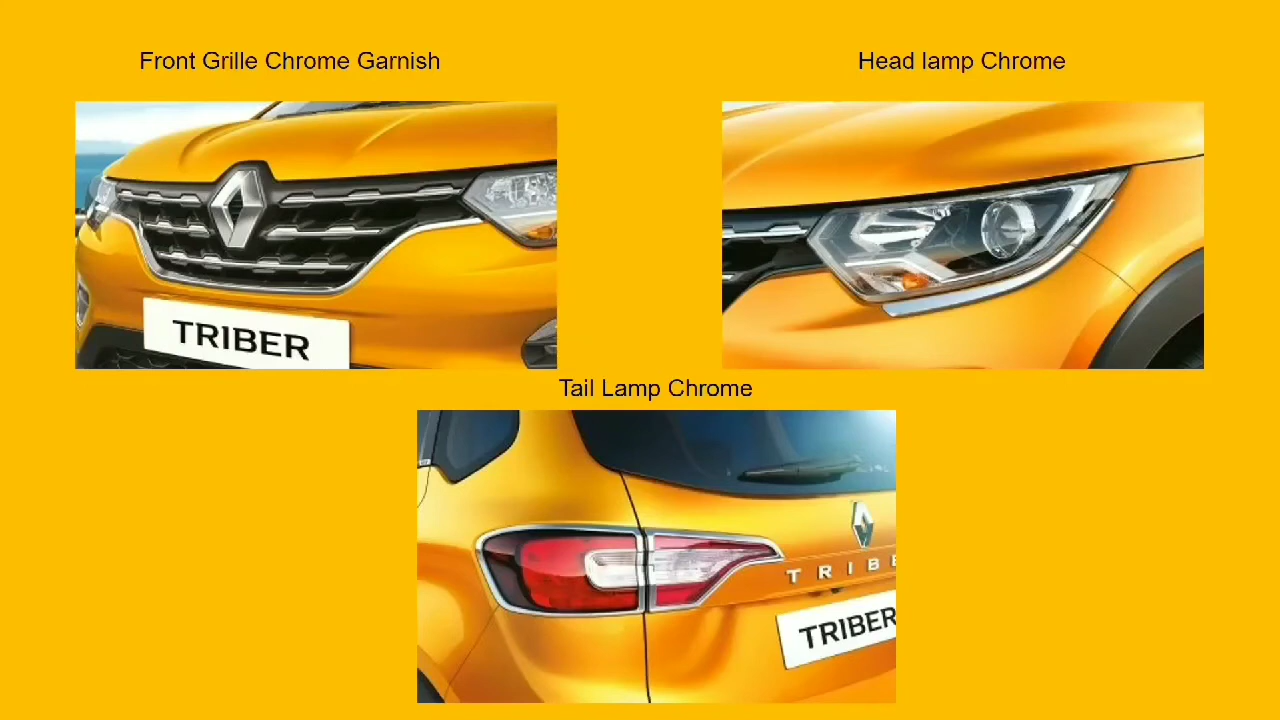 Front Grille Chrome Garnish
Head lamp Chrome
TRIBER
Tail Lamp Chrome
TRIBE
TRIBER